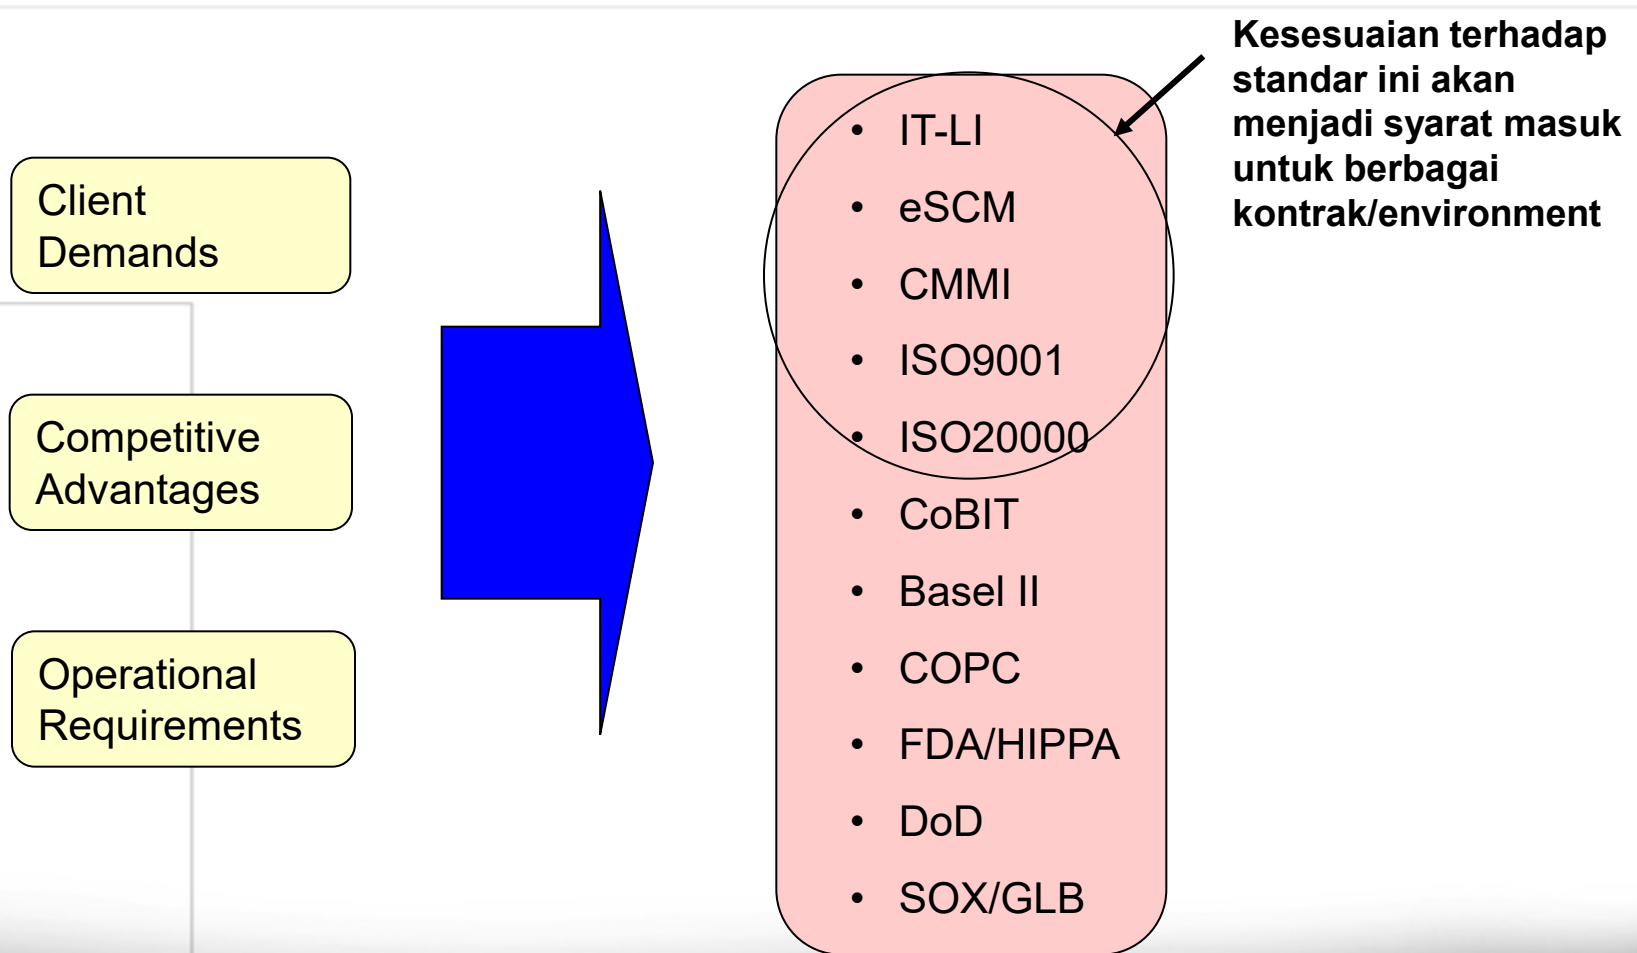 Client
Demands
Competitive
Advantages
Operational
Requirements
• IT-LI
• eSCM
• CMMI
• ISO9001
• ISO20000
• CoBIT
• Basel II
• COPC
• FDA/HIPPA
• DoD
• SOX/GLB
Kesesuaian terhadap
standar ini akan
menjadi syarat masuk
untuk berbagai
kontrak/environment